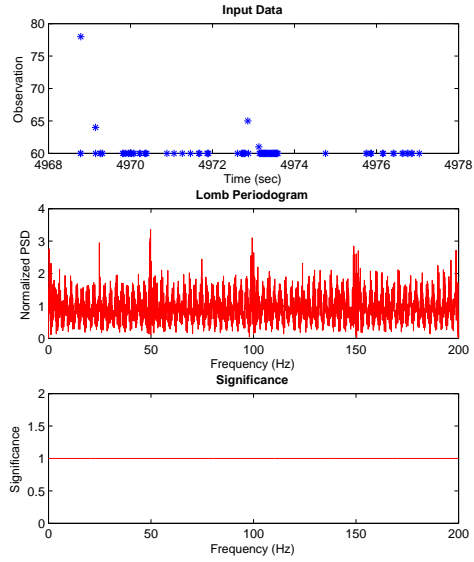 Input Data
80
75
70
65
60
Observation
4968 4970 4972 4974 4976 4978
Time (sec)
Lomb Periodogram
4
3
2
1
0
Normalized PSD
0 50 100 150 200
Frequency (Hz)
Significance
2
1.5
1
0.5
0
Significance
0 50 100 150 200
Frequency (Hz)